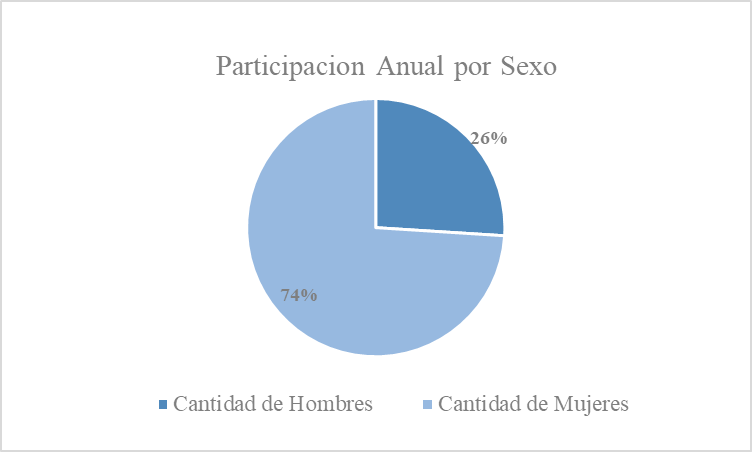 Participacion Anual por Sexo
26%
74%
Cantidad de Hombres
Cantidad de Mujeres